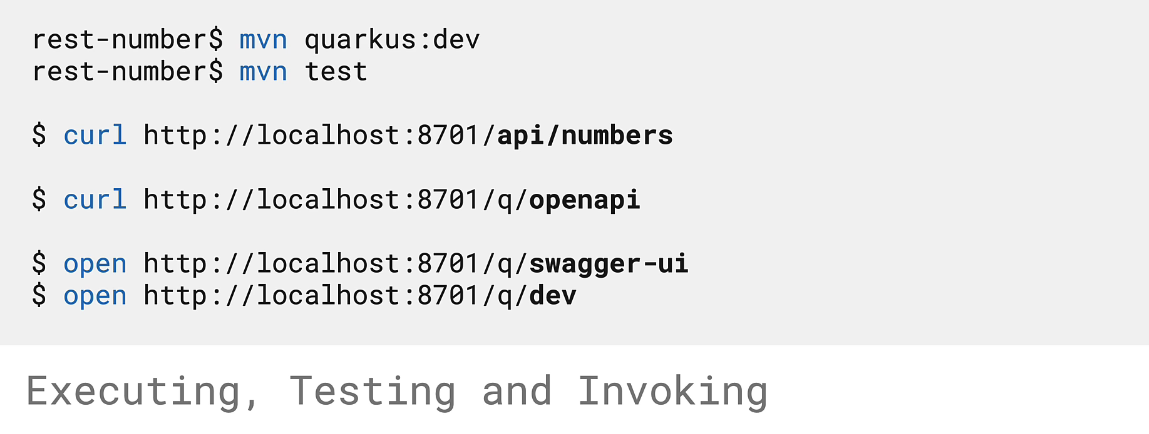 rest-number$ mvn quarkus:dev
rest-number$ mvn test
$ curl http://localhost:8701/api/numbers
$ curl http://localhost:8701/q/openapi
$ open http://localhost:8701/q/swagger-ui
$ open http://localhost:8701/q/dev
Executing, Testing and Invoking